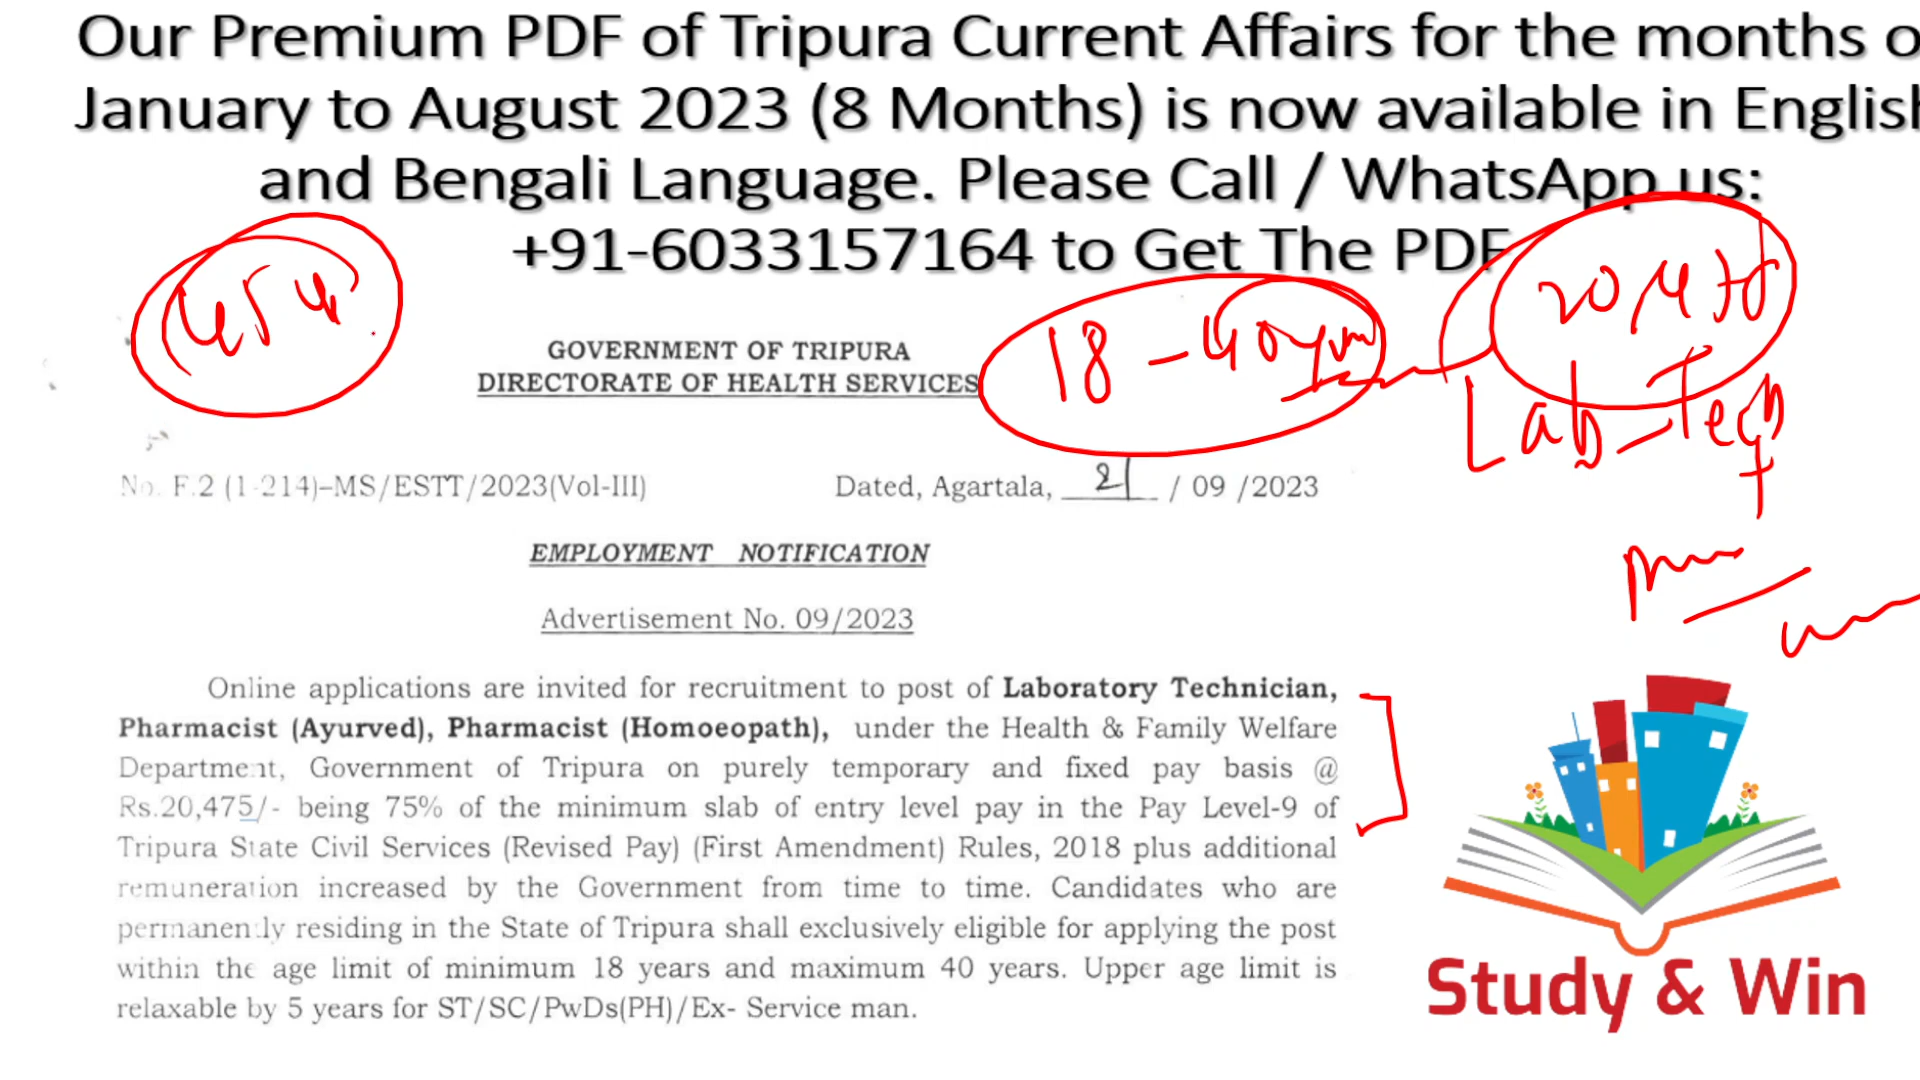 Our Premium PDF of Tripura Current Affairs for the months o
January to August 2023 (8 Months) is now available in English
and Bengali Language. Please Call / WhatsApp us:
+91-6033157164 to Get The PDF
45
18 - 40
20
Lab-Tech
GOVERNMENT OF TRIPURA
DIRECTORATE OF HEALTH SERVICES
No. F.2 (1-214)-MS/ESTT/2023(Vol-III) Dated, Agartala, 21 / 09 /2023
EMPLOYMENT NOTIFICATION
Advertisement No. 09/2023
Online applications are invited for recruitment to post of Laboratory Technician,
Pharmacist (Ayurved), Pharmacist (Homoeopath), under the Health & Family Welfare
Department, Government of Tripura on purely temporary and fixed pay basis @
Rs.20,475/- being 75% of the minimum slab of entry level pay in the Pay Level-9 of
Tripura State Civil Services (Revised Pay) (First Amendment) Rules, 2018 plus additional
remuneration increased by the Government from time to time. Candidates who are
permanently residing in the State of Tripura shall exclusively eligible for applying the post
within the age limit of minimum 18 years and maximum 40 years. Upper age limit is
relaxable by 5 years for ST/SC/PwDs(PH)/Ex- Service man.
Study & Win